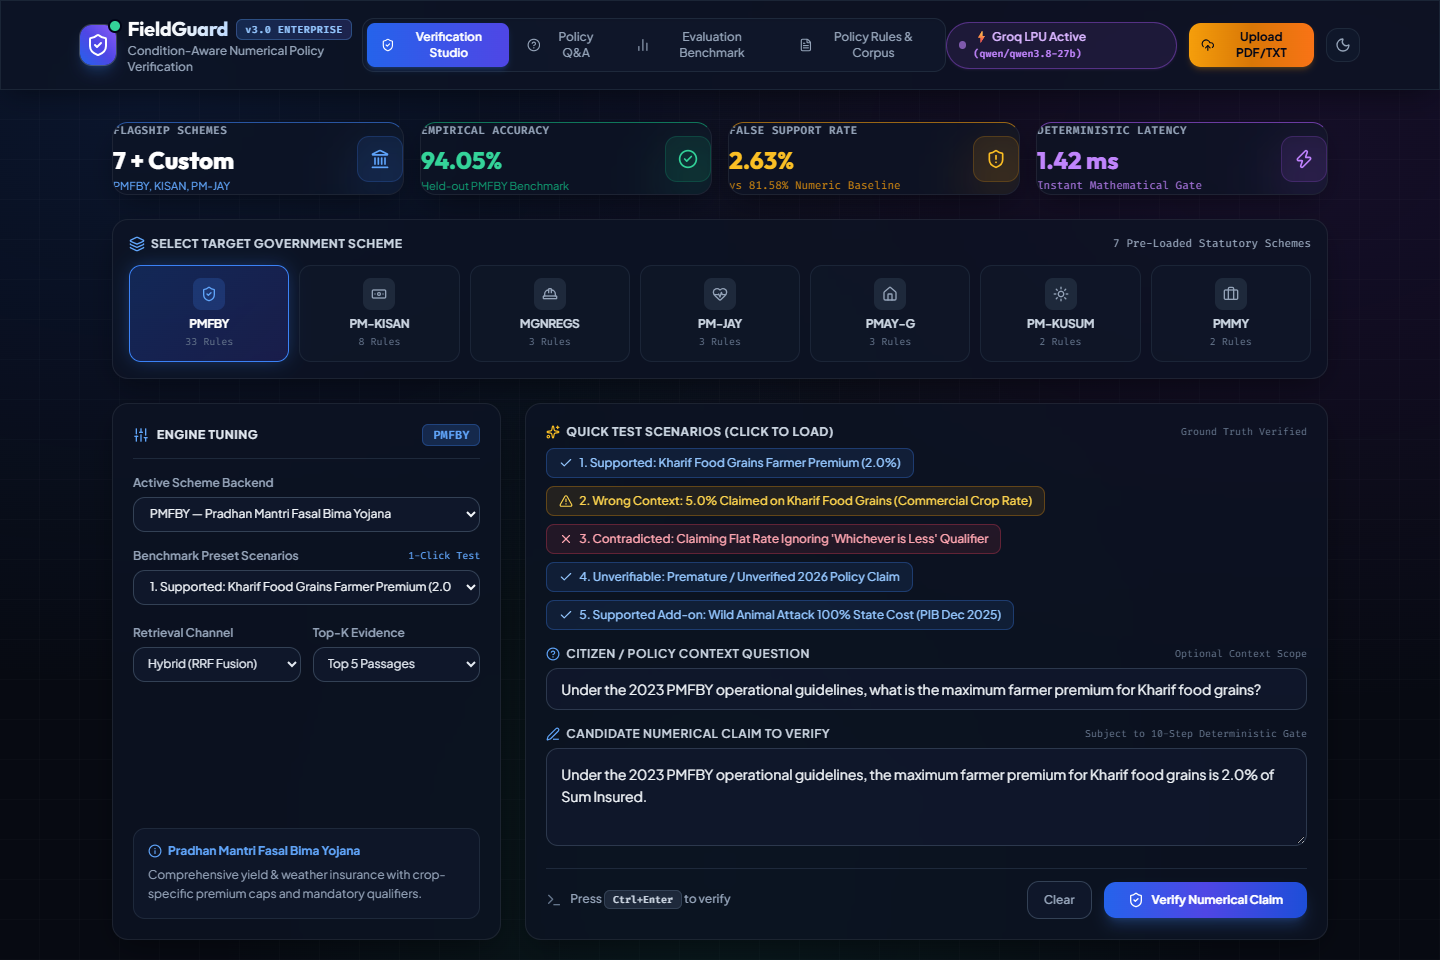 FieldGuard v3.0 ENTERPRISE
Condition-Aware Numerical Policy
Verification
Verification
Studio
Policy
Q&A
Evaluation
Benchmark
Policy Rules &
Corpus
Groq LPU Active
(qwen/qwen3.8-27b)
Upload
PDF/TXT
FLAGSHIP SCHEMES
7 + Custom
PMFBY, KISAN, PM-JAY
EMPIRICAL ACCURACY
94.05%
Held-out PMFBY Benchmark
FALSE SUPPORT RATE
2.63%
vs 81.58% Numeric Baseline
DETERMINISTIC LATENCY
1.42 ms
Instant Mathematical Gate
SELECT TARGET GOVERNMENT SCHEME
7 Pre-Loaded Statutory Schemes
PMFBY
33 Rules
PM-KISAN
8 Rules
MGNREGS
3 Rules
PM-JAY
3 Rules
PMAY-G
3 Rules
PM-KUSUM
2 Rules
PMMY
2 Rules
ENGINE TUNING
PMFBY
Active Scheme Backend
PMFBY — Pradhan Mantri Fasal Bima Yojana
Benchmark Preset Scenarios
1-Click Test
1. Supported: Kharif Food Grains Farmer Premium (2.0
Retrieval Channel
Top-K Evidence
Hybrid (RRF Fusion)
Top 5 Passages
Pradhan Mantri Fasal Bima Yojana
Comprehensive yield & weather insurance with crop-
specific premium caps and mandatory qualifiers.
QUICK TEST SCENARIOS (CLICK TO LOAD)
Ground Truth Verified
1. Supported: Kharif Food Grains Farmer Premium (2.0%)
2. Wrong Context: 5.0% Claimed on Kharif Food Grains (Commercial Crop Rate)
3. Contradicted: Claiming Flat Rate Ignoring 'Whichever is Less' Qualifier
4. Unverifiable: Premature / Unverified 2026 Policy Claim
5. Supported Add-on: Wild Animal Attack 100% State Cost (PIB Dec 2025)
CITIZEN / POLICY CONTEXT QUESTION
Optional Context Scope
Under the 2023 PMFBY operational guidelines, what is the maximum farmer premium for Kharif food grains?
CANDIDATE NUMERICAL CLAIM TO VERIFY
Subject to 10-Step Deterministic Gate
Under the 2023 PMFBY operational guidelines, the maximum farmer premium for Kharif food grains is 2.0% of
Sum Insured.
Press Ctrl+Enter to verify
Clear
Verify Numerical Claim